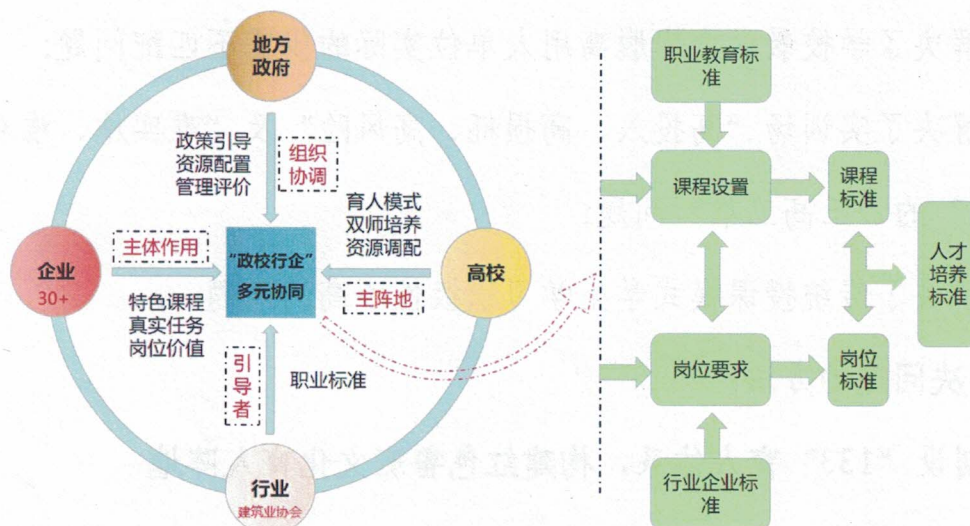 地方
政府
政策引导
资源配置
管理评价
组织
协调
育人模式
双师培养
资源调配
主体作用
企业
30+
“政校行企”
多元协同
高校
主阵地
特色课程
真实任务
岗位价值
引
导
者
职业标准
行业
建筑业协会
职业教育标
准
课程设置
课程
标准
人才
培养
标准
岗位要求
岗位
标准
行业企业标
准